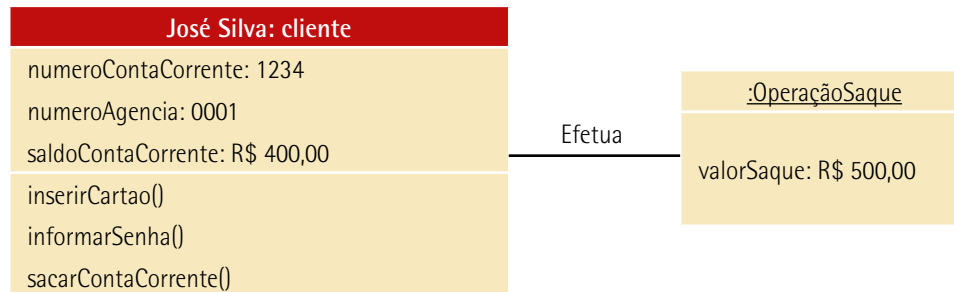 José Silva: cliente
numeroContaCorrente: 1234
numeroAgencia: 0001
saldoContaCorrente: R$ 400,00
inserirCartao()
informarSenha()
sacarContaCorrente()
Efetua
:OperaçãoSaque
valorSaque: R$ 500,00